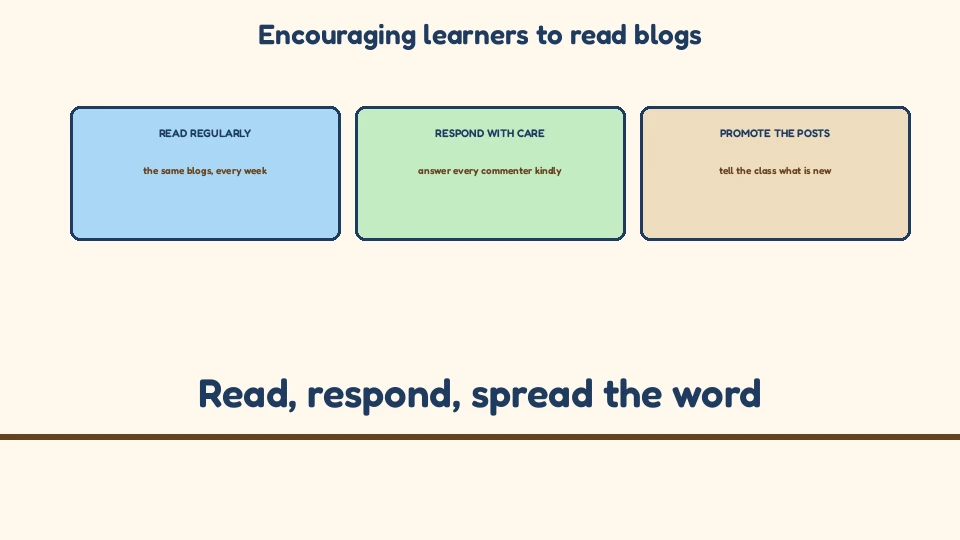 Encouraging learners to read blogs
READ REGULARLY
the same blogs, every week
RESPOND WITH CARE
answer every commenter kindly
PROMOTE THE POSTS
tell the class what is new
Read, respond, spread the word